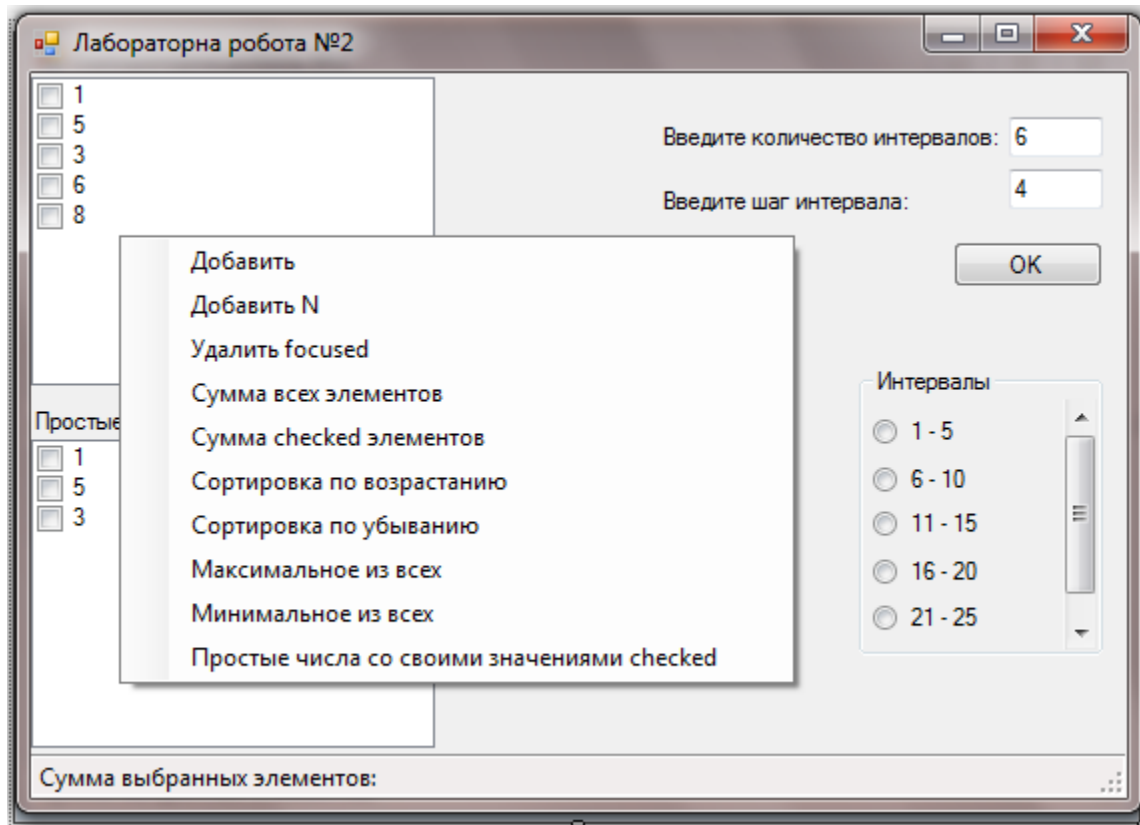 Лабораторна робота №2
1
5
3
6
8
Введите количество интервалов: 6
Введите шаг интервала: 4
OK
Добавить
Добавить N
Удалить focused
Сумма всех элементов
Сумма checked элементов
Сортировка по возрастанию
Сортировка по убыванию
Максимальное из всех
Минимальное из всех
Простые числа со своими значениями checked
Простые
1
5
3
Интервалы
1 - 5
6 - 10
11 - 15
16 - 20
21 - 25
Сумма выбранных элементов: